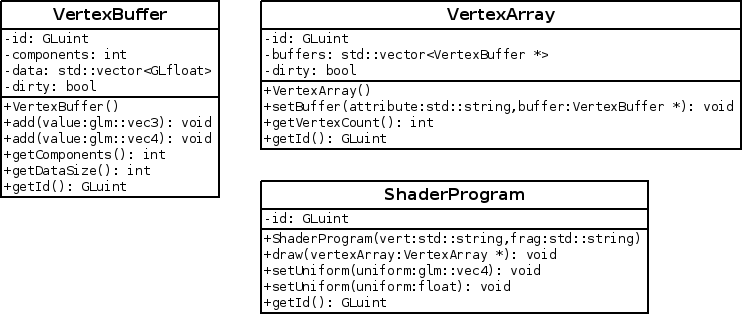 VertexBuffer
-id: GLuint
-components: int
-data: std::vector<GLfloat>
-dirty: bool
+VertexBuffer()
+add(value:glm::vec3): void
+add(value:glm::vec4): void
+getComponents(): int
+getDataSize(): int
+getId(): GLuint
VertexArray
-id: GLuint
-buffers: std::vector<VertexBuffer *>
-dirty: bool
+VertexArray()
+setBuffer(attribute:std::string,buffer:VertexBuffer *): void
+getVertexCount(): int
+getId(): GLuint
ShaderProgram
-id: GLuint
+ShaderProgram(vert:std::string,frag:std::string)
+draw(vertexArray:VertexArray *): void
+setUniform(uniform:glm::vec4): void
+setUniform(uniform:float): void
+getId(): GLuint